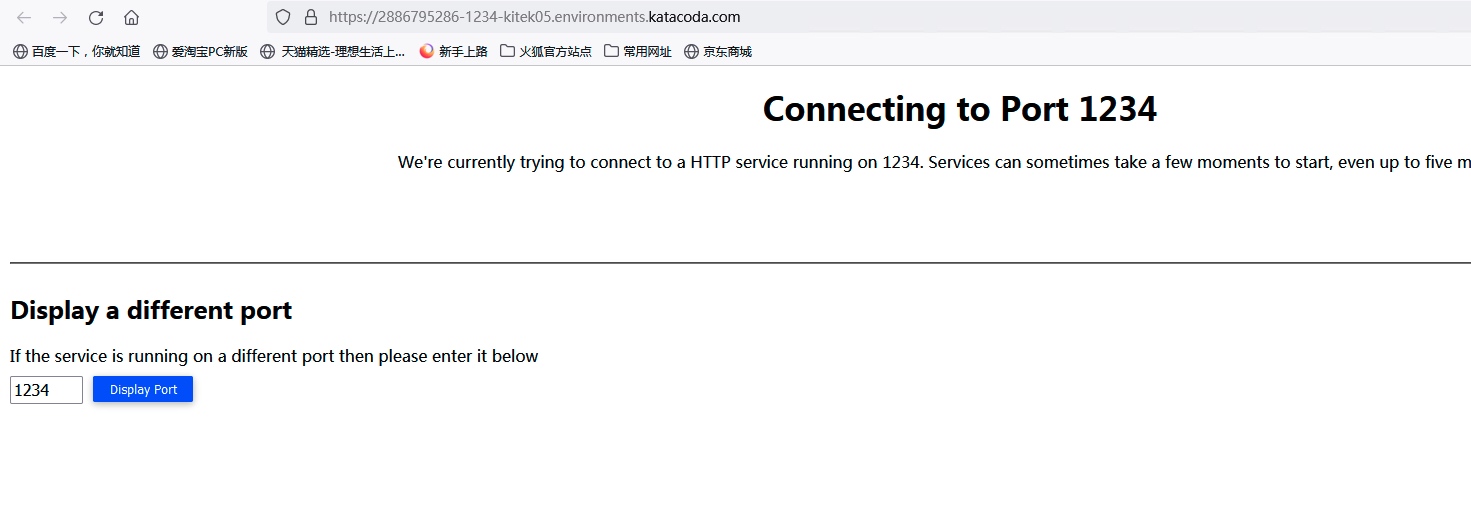 https://2886795286-1234-kitek05.environments.katacoda.com
百度一下，你就知道 爱淘宝PC新版 天猫精选-理想生活上... 新手上路 火狐官方站点 常用网址 京东商城
Connecting to Port 1234
We're currently trying to connect to a HTTP service running on 1234. Services can sometimes take a few moments to start, even up to five m
Display a different port
If the service is running on a different port then please enter it below
1234 Display Port